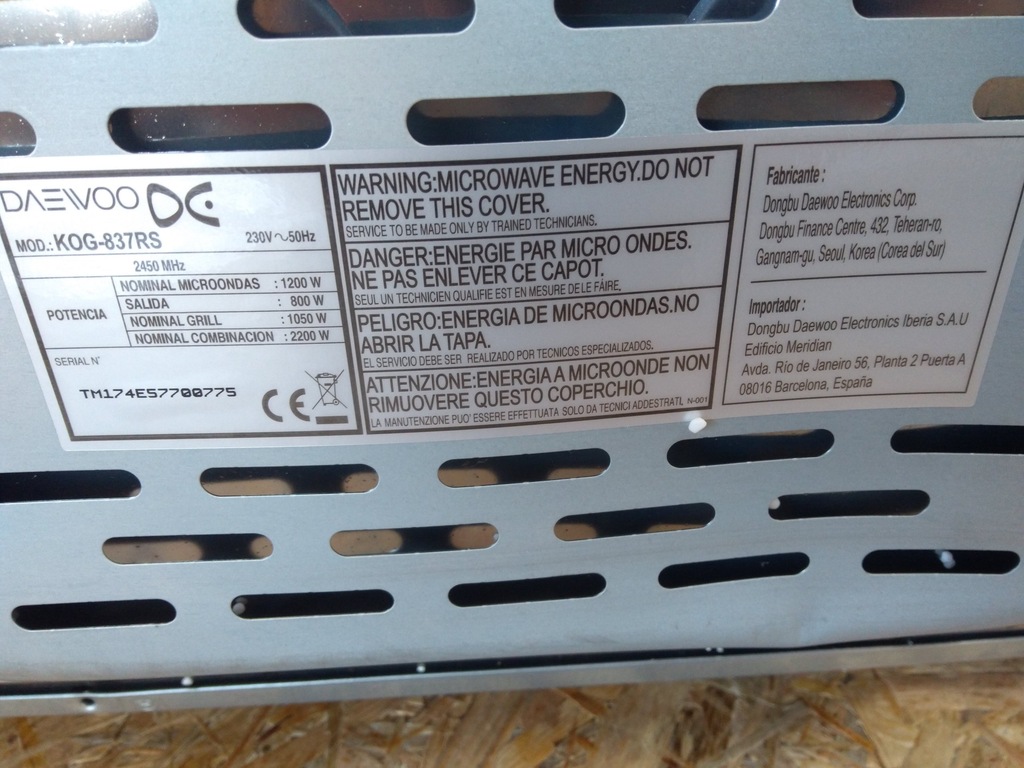 DAEWOO
MOD.: KOG-837RS 230V~50Hz
2450 MHz
POTENCIA
NOMINAL MICROONDAS : 1200 W
SALIDA : 800 W
NOMINAL GRILL : 1050 W
NOMINAL COMBINACION : 2200 W
SERIAL N'
TM174E57700775
CE
WARNING:MICROWAVE ENERGY.DO NOT
REMOVE THIS COVER.
SERVICE TO BE MADE ONLY BY TRAINED TECHNICIANS.
DANGER:ENERGIE PAR MICRO ONDES.
NE PAS ENLEVER CE CAPOT.
SEUL UN TECHNICIEN QUALIFIE EST EN MESURE DE LE FÁIRE,
PELIGRO:ENERGIA DE MICROONDAS.NO
ABRIR LA TAPA.
EL SERVICIO DEBE SER REALIZADO POR TECNICOS ESPECIALIZADOS.
ATTENZIONE:ENERGIA A MICROONDE NON
RIMUOVERE QUESTO COPERCHIO.
LA MANUTENZIONE PUO' ESSERE EFFETTUATA SOLO DA TECNICI ADDESTRATI. N-001
Fabricante :
Dongbu Daewoo Electronics Corp.
Dongbu Finance Centre, 432, Teheran-ro,
Gangnam-gu, Seoul, Korea (Corea del Sur)
Importador :
Dongbu Daewoo Electronics Iberia S.A.U
Edificio Meridian
Avda. Río de Janeiro 56, Planta 2 Puerta A
08016 Barcelona, España